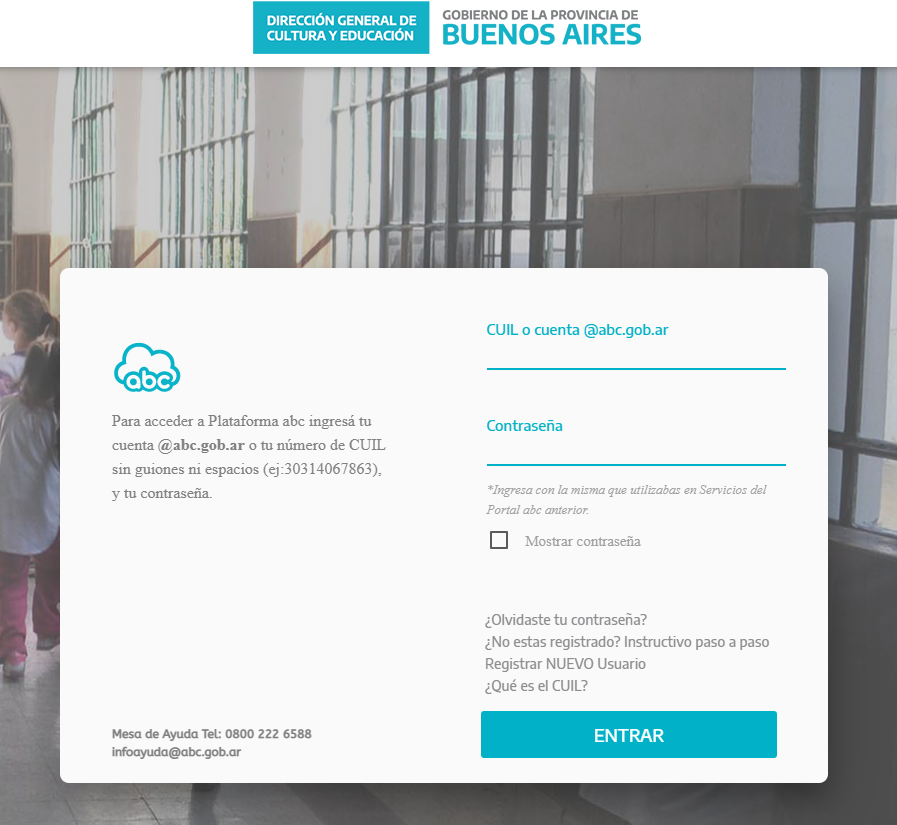 DIRECCIÓN GENERAL DE
CULTURA Y EDUCACIÓN
GOBIERNO DE LA PROVINCIA DE
BUENOS AIRES
abc
Para acceder a Plataforma abc ingresá tu
cuenta @abc.gob.ar o tu número de CUIL
sin guiones ni espacios (ej:30314067863),
y tu contraseña.
Mesa de Ayuda Tel: 0800 222 6588
infoayuda@abc.gob.ar
CUIL o cuenta @abc.gob.ar
Contraseña
*Ingresa con la misma que utilizabas en Servicios del
Portal abc anterior.
Mostrar contraseña
¿Olvidaste tu contraseña?
¿No estas registrado? Instructivo paso a paso
Registrar NUEVO Usuario
¿Qué es el CUIL?
ENTRAR